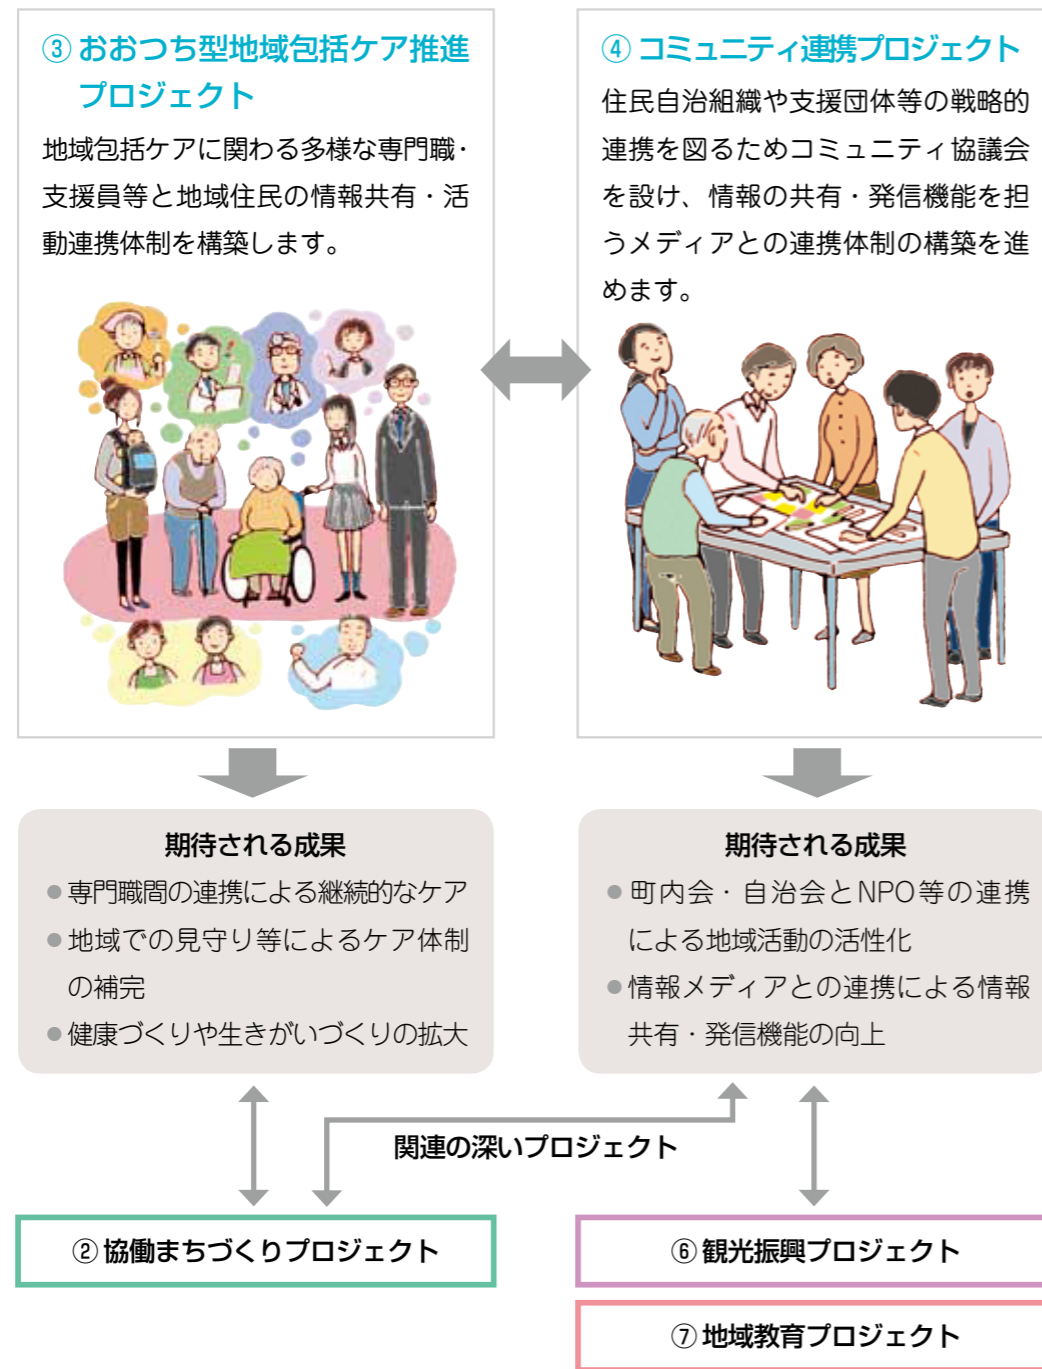 ③ おおつち型地域包括ケア推進
プロジェクト
地域包括ケアに関わる多様な専門職・
支援員等と地域住民の情報共有・活
動連携体制を構築します。
④ コミュニティ連携プロジェクト
住民自治組織や支援団体等の戦略的
連携を図るためコミュニティ協議会
を設け、情報の共有・発信機能を担
うメディアとの連携体制の構築を進
めます。
期待される成果
● 専門職間の連携による継続的なケア
● 地域での見守り等によるケア体制
の補完
● 健康づくりや生きがいづくりの拡大
期待される成果
● 町内会・自治会とNPO等の連携
による地域活動の活性化
● 情報メディアとの連携による情報
共有・発信機能の向上
関連の深いプロジェクト
② 協働まちづくりプロジェクト
⑥ 観光振興プロジェクト
⑦ 地域教育プロジェクト